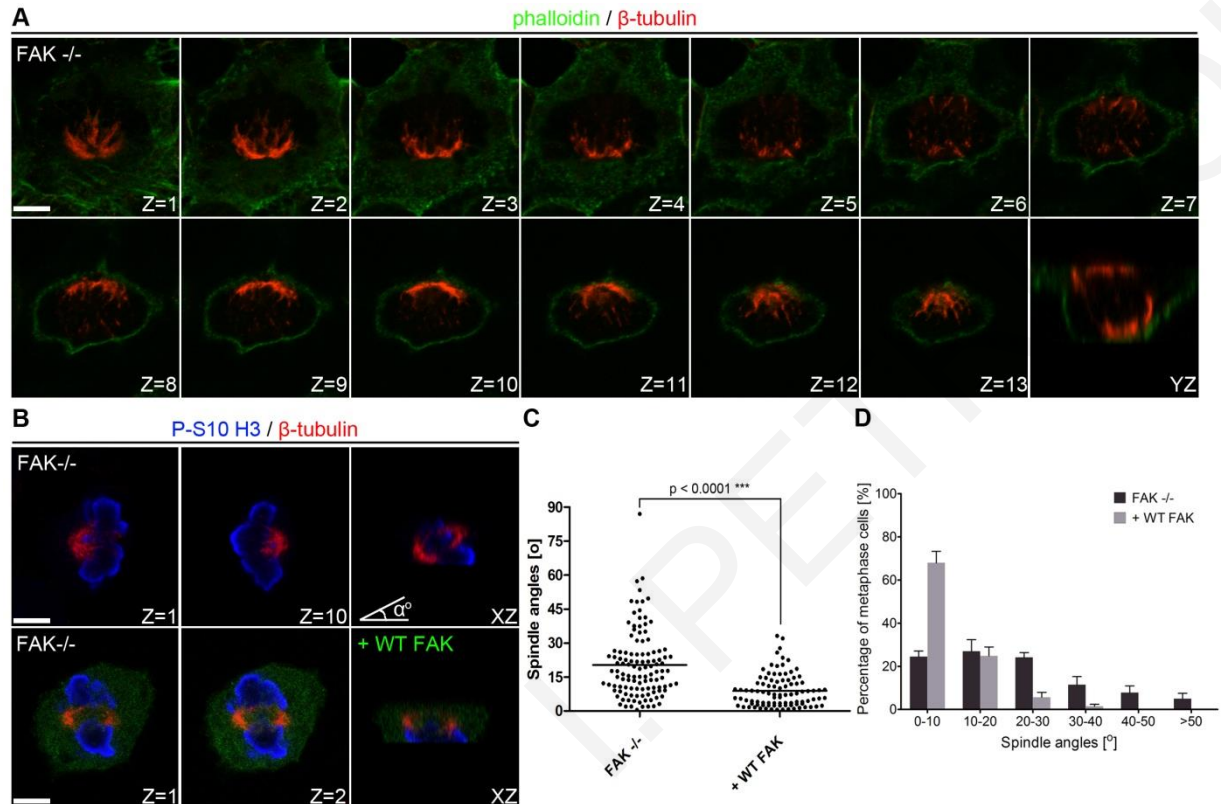 A
phalloidin / β-tubulin
FAK -/-
Z=1
Z=2
Z=3
Z=4
Z=5
Z=6
Z=7
Z=8
Z=9
Z=10
Z=11
Z=12
Z=13
YZ
B
P-S10 H3 / β-tubulin
FAK-/-
Z=1
Z=10
αº
XZ
FAK-/-
+ WT FAK
Z=1
Z=2
XZ
C
p < 0.0001 ***
Spindle angles [o]
90
75
60
45
30
15
0
FAK -/-
+ WT FAK
D
Percentage of metaphase cells [%]
100
80
60
40
20
0
FAK -/-
+ WT FAK
0-10 10-20 20-30 30-40 40-50 >50
Spindle angles [º]
I. PET